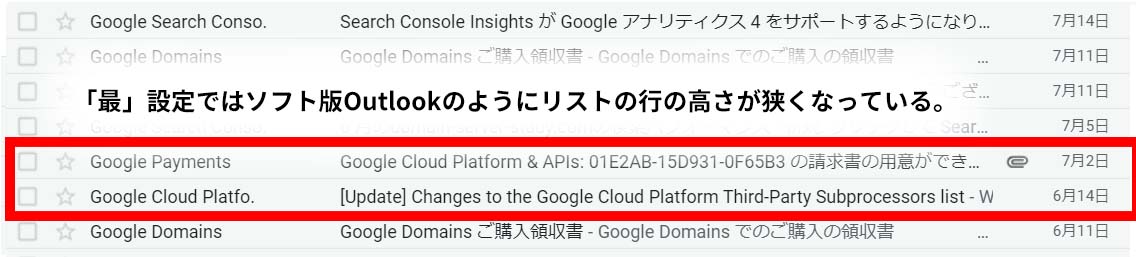 Google Search Conso. Search Console Insights が Google アナリティクス 4 をサポートするようになり... 7月14日
Google Domains Google Domains ご購入領収書 - Google Domains でのご購入の領収書 ... 7月11日
ござ... 7月11日
「最」設定ではソフト版Outlookのようにリストの行の高さが狭くなっている。
Google Search Conso. Sear... 7月5日
Google Payments Google Cloud Platform & APIs: 01E2AB-15D931-0F65B3 の請求書の用意ができ... 7月2日
Google Cloud Platfo. [Update] Changes to the Google Cloud Platform Third-Party Subprocessors list - W 6月14日
Google Domains Google Domains ご購入領収書 - Google Domains でのご購入の領収書 ... 6月11日